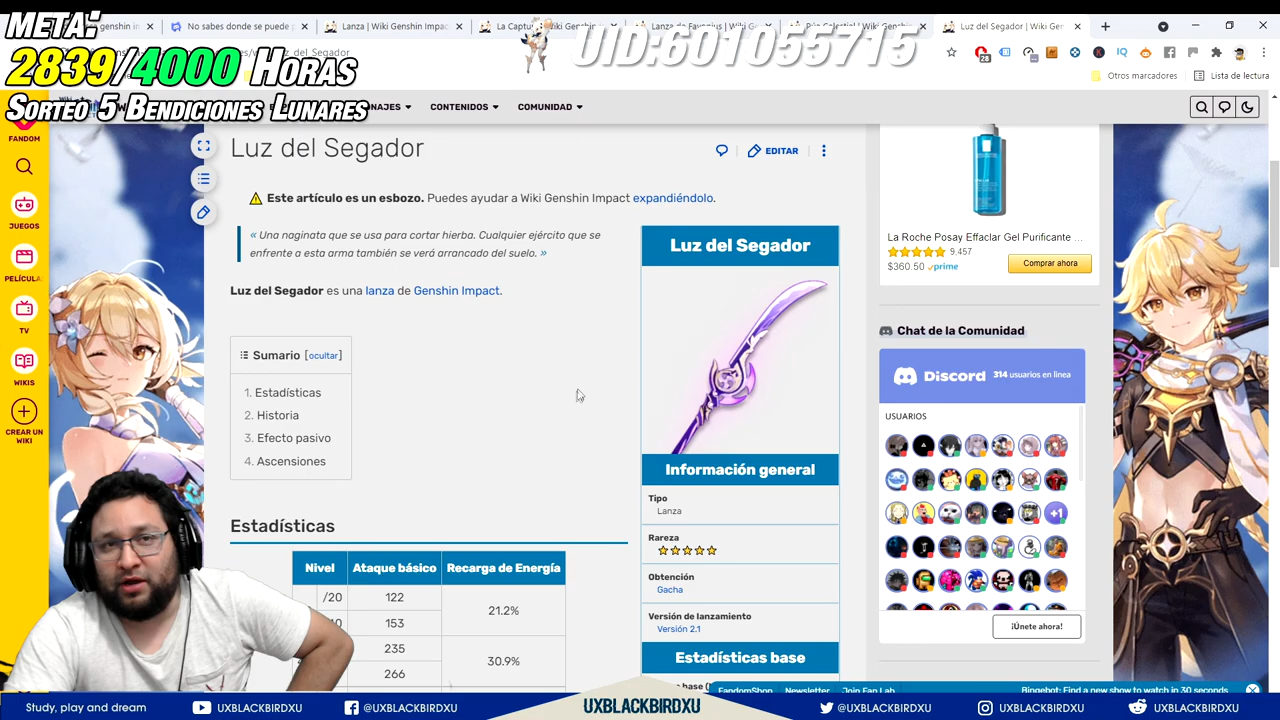 META:
2839/4000 HORAS
SORTEO 5 BENDICIONES LUNARES
UID:601055715
genshin in
No sabes donde se puede
Lanza | Wiki Genshin Impac
La Captura
Lanza de Favonius | Wiki G
Luz del Segador | Wiki Gen
Otros marcadores
Lista de lectura
CONTENIDOS
COMUNIDAD
FANDOM
JUEGOS
PELÍCULA
TV
WIKIS
CREAR UN
WIKI
Luz del Segador
EDITAR
Este artículo es un esbozo. Puedes ayudar a Wiki Genshin Impact expandiéndolo.
« Una naginata que se usa para cortar hierbo. Cualquier ejército que se
enfrente a esta arma también se verá arrancado del suelo. »
Luz del Segador es una lanza de Genshin Impact.
Sumario [ocultar]
1. Estadísticas
2. Historia
3. Efecto pasivo
4. Ascensiones
Estadísticas
Nivel Ataque básico Recarga de Energía
/20 122 21.2%
153
235 30.9%
266
Luz del Segador
Información general
Tipo
Lanza
Rareza
Obtención
Gacha
Versión de lanzamiento
Versión 2.1
Estadísticas base
La Roche Posay Effaclar Gel Purificante ...
9,457
$360.50 prime
Comprar ahora
Chat de la Comunidad
Discord 314 usuarios en linea
USUARIOS
+1
¡Únete ahora!
FandomShop Newsletter Join Fan Lab
Bingebot: Find a new show to watch in 30 seconds
Study, play and dream
UXBLACKBIRDXU
@UXBLACKBIRDXU
UXBLACKBIRDXU
@UXBLACKBIRDXU
UXBLACKBIRDXU
UXBLACKBIRDXU